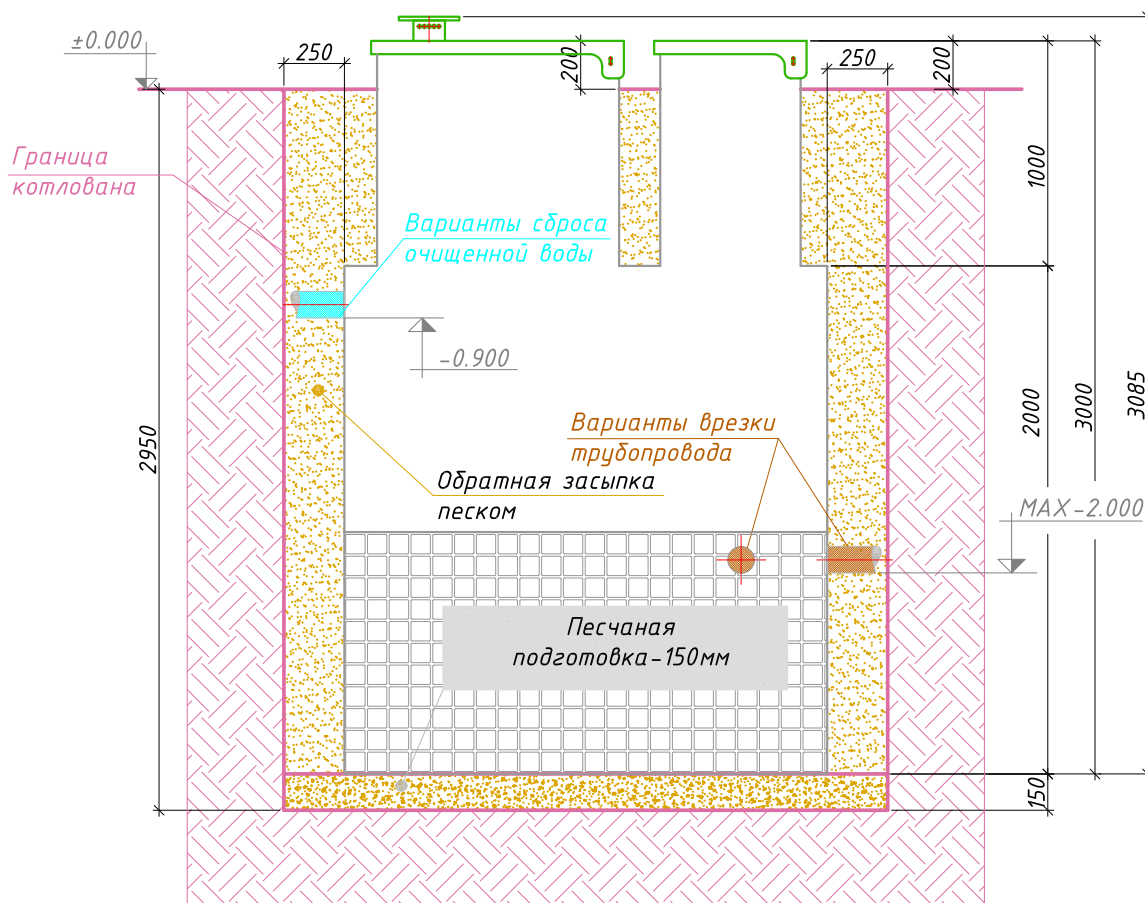 ±0.000
250
200
250
200
Граница
котлована
1000
Варианты сброса
очищенной воды
-0.900
2950
2000
3000
3085
Варианты врезки
трубопровода
Обратная засыпка
песком
MAX-2.000
Песчаная
подготовка-150мм
150